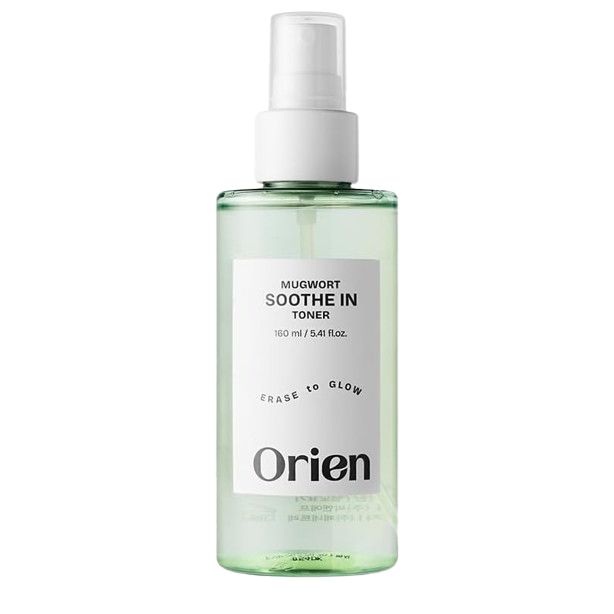 MUGWORT
SOOTHE IN
TONER
160 ml / 5.41 fl.oz.
ERASE to GLOW
Orien